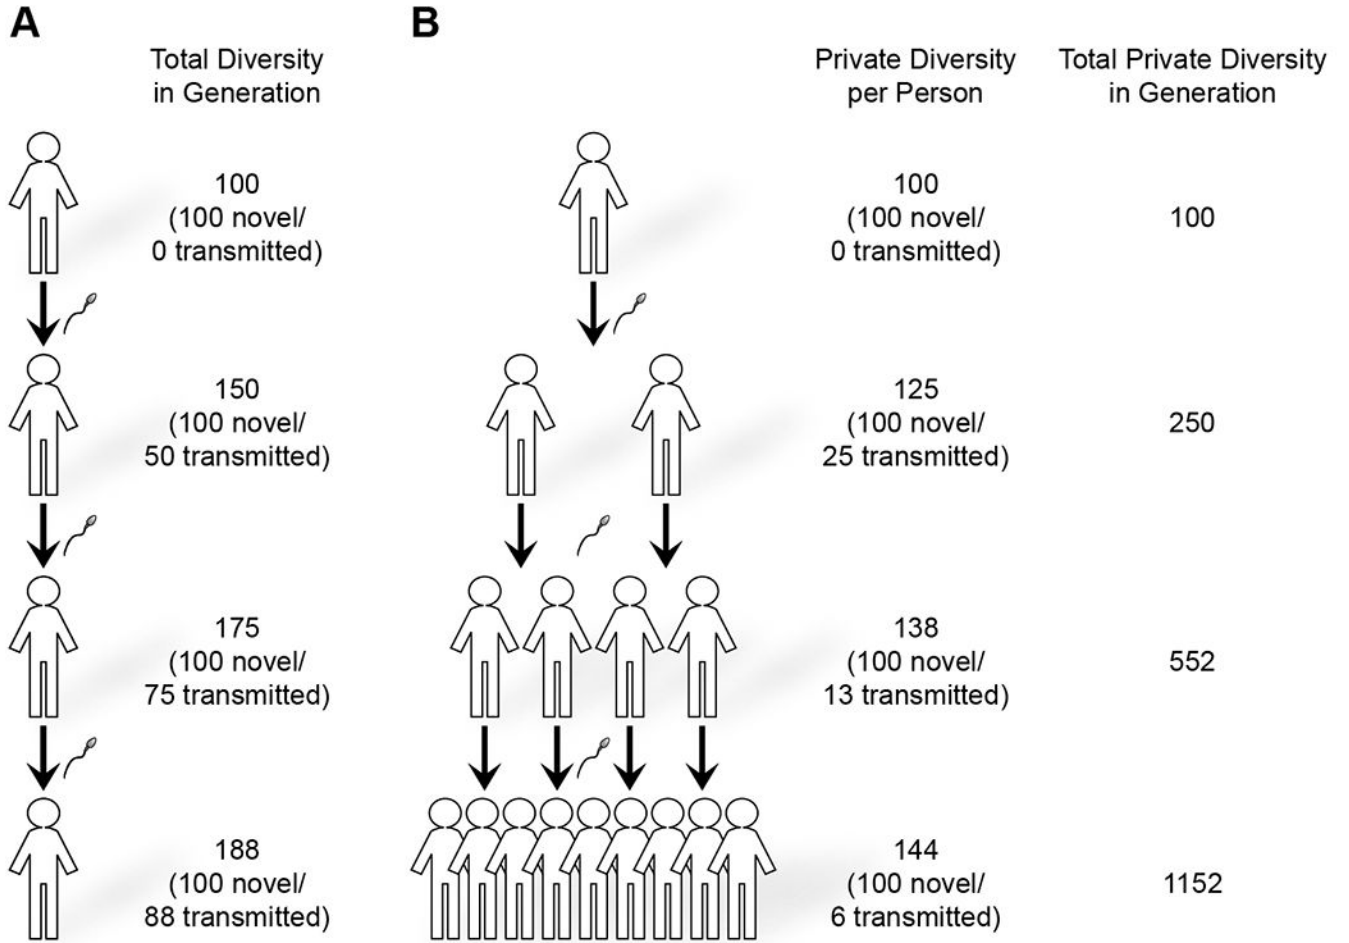 A
Total Diversity
in Generation
100
(100 novel/
0 transmitted)
150
(100 novel/
50 transmitted)
175
(100 novel/
75 transmitted)
188
(100 novel/
88 transmitted)
B
Private Diversity
per Person
Total Private Diversity
in Generation
100
(100 novel/
0 transmitted)
100
125
(100 novel/
25 transmitted)
250
138
(100 novel/
13 transmitted)
552
144
(100 novel/
6 transmitted)
1152